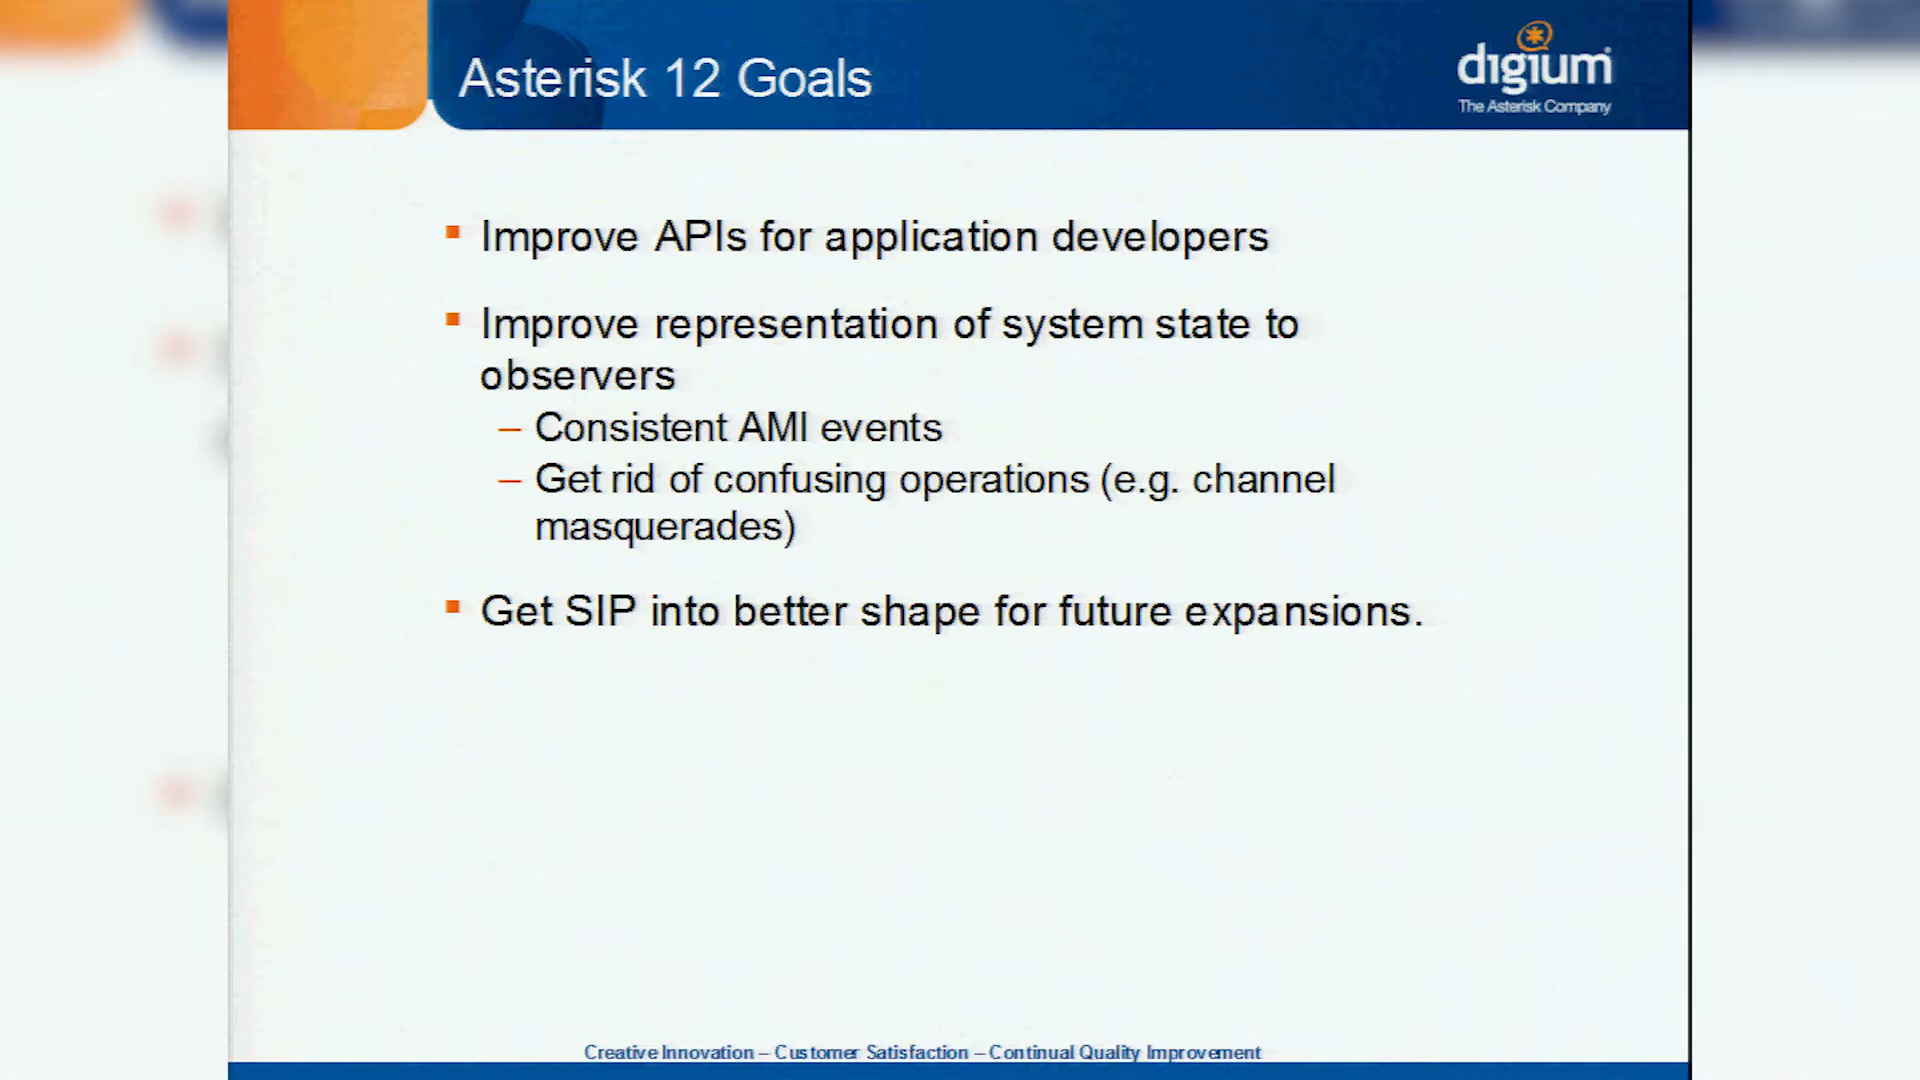 Asterisk 12 Goals
digium
The Asterisk Company
Improve APIs for application developers
Improve representation of system state to
observers
– Consistent AMI events
– Get rid of confusing operations (e.g. channel
masquerades)
Get SIP into better shape for future expansions.
Creative Innovation – Customer Satisfaction – Continual Quality Improvement